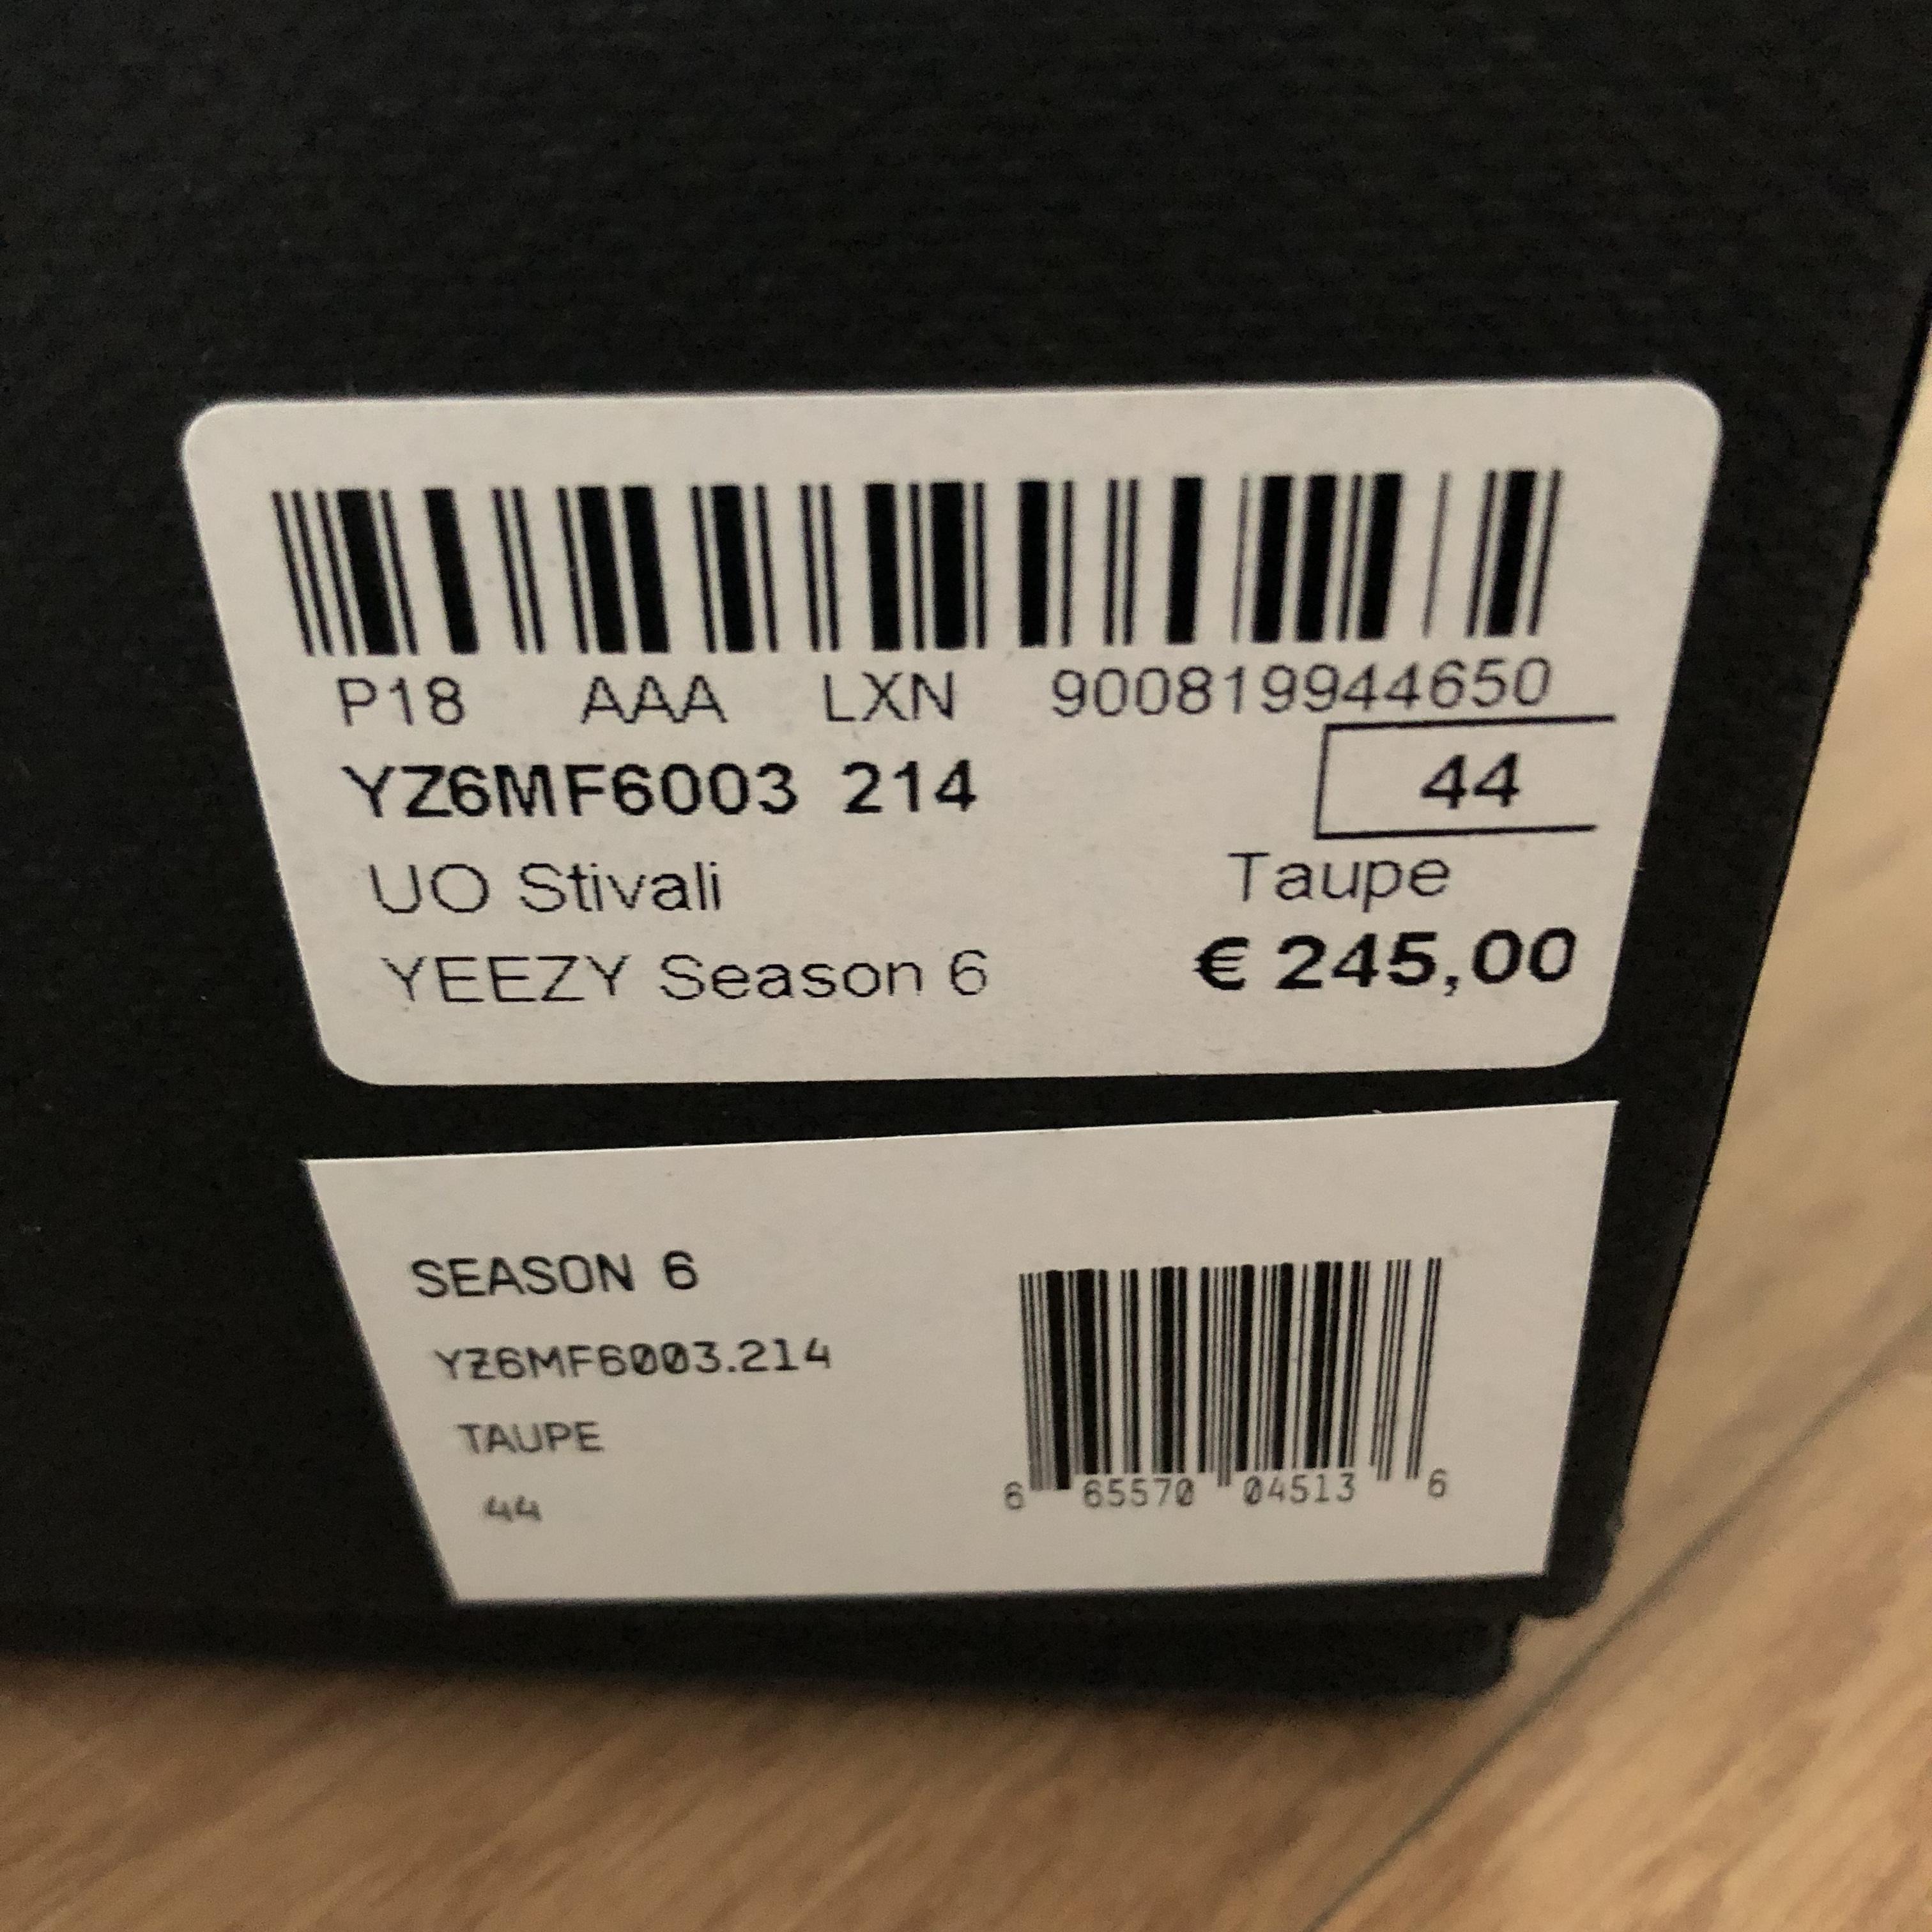 P18 AAA LXN 900819944650
YZ6MF6003 214 44
UO Stivali Taupe
YEEZY Season 6 € 245,00
SEASON 6
YZ6MF6003.214
TAUPE
44
6 65570 04513 6